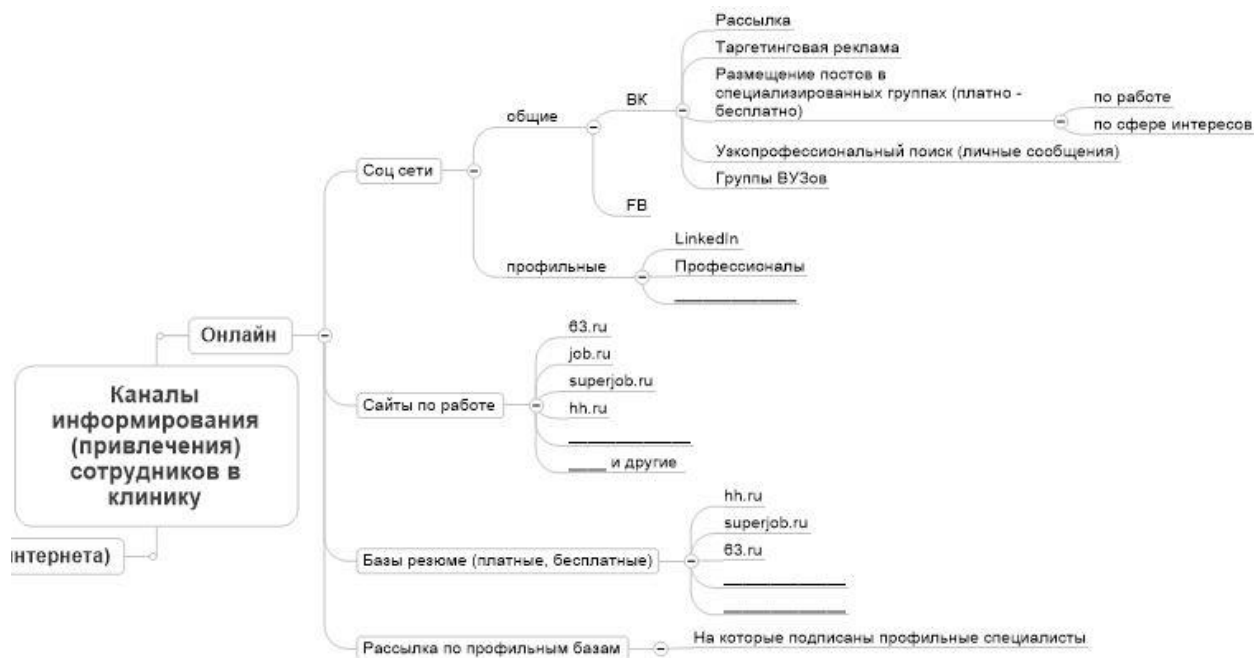 Рассылка
Таргетинговая реклама
Размещение постов в
специализированных группах (платно -
бесплатно)
по работе
по сфере интересов
Узкопрофессиональный поиск (личные сообщения)
Группы ВУЗов
ВК
общие
FB
Соц сети
LinkedIn
Профессионалы
профильные
Онлайн
63.ru
job.ru
superjob.ru
hh.ru
____ и другие
Сайты по работе
Каналы
информирования
(привлечения)
сотрудников в
клинику
нтернета)
hh.ru
superjob.ru
63.ru
Базы резюме (платные, бесплатные)
Рассылка по профильным базам
На которые подписаны профильные специалисты